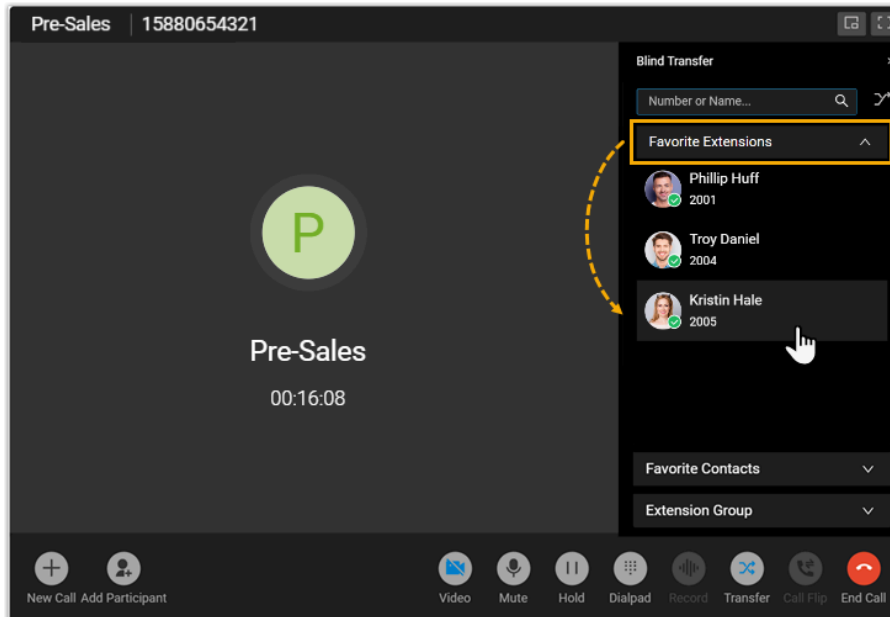 Pre-Sales 15880654321
Blind Transfer
Number or Name...
Favorite Extensions
Phillip Huff
2001
Troy Daniel
2004
Kristin Hale
2005
P
Pre-Sales
00:16:08
Favorite Contacts
Extension Group
New Call Add Participant Video Mute Hold Dialpad Record Transfer Call Flip End Call